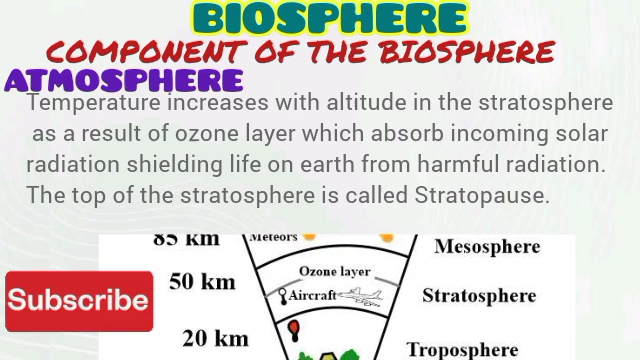 BIOSPHERE
COMPONENT OF THE BIOSPHERE
ATMOSPHERE
Temperature increases with altitude in the stratosphere
as a result of ozone layer which absorb incoming solar
radiation shielding life on earth from harmful radiation.
The top of the stratosphere is called Stratopause.
85 km
Meteors
Mesosphere
Ozone layer
50 km
Aircraft
Stratosphere
Subscribe
20 km
Troposphere